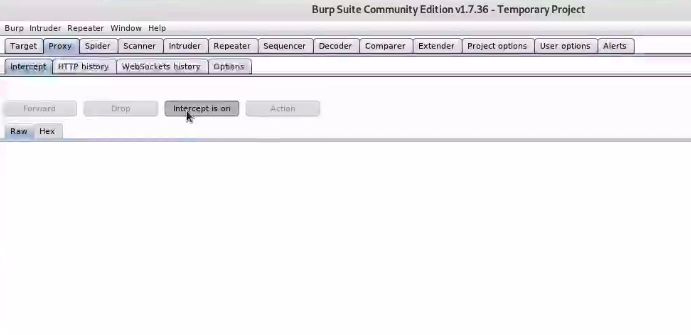 Burp Suite Community Edition v1.7.36 - Temporary Project
Burp Intruder Repeater Window Help
Target Proxy Spider Scanner Intruder Repeater Sequencer Decoder Comparer Extender Project options User options Alerts
Intercept HTTP history WebSockets history Options
Forward Drop Intercept is on Action
Raw Hex